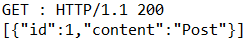 GET : HTTP/1.1 200
[{"id":1,"content":"Post"}]